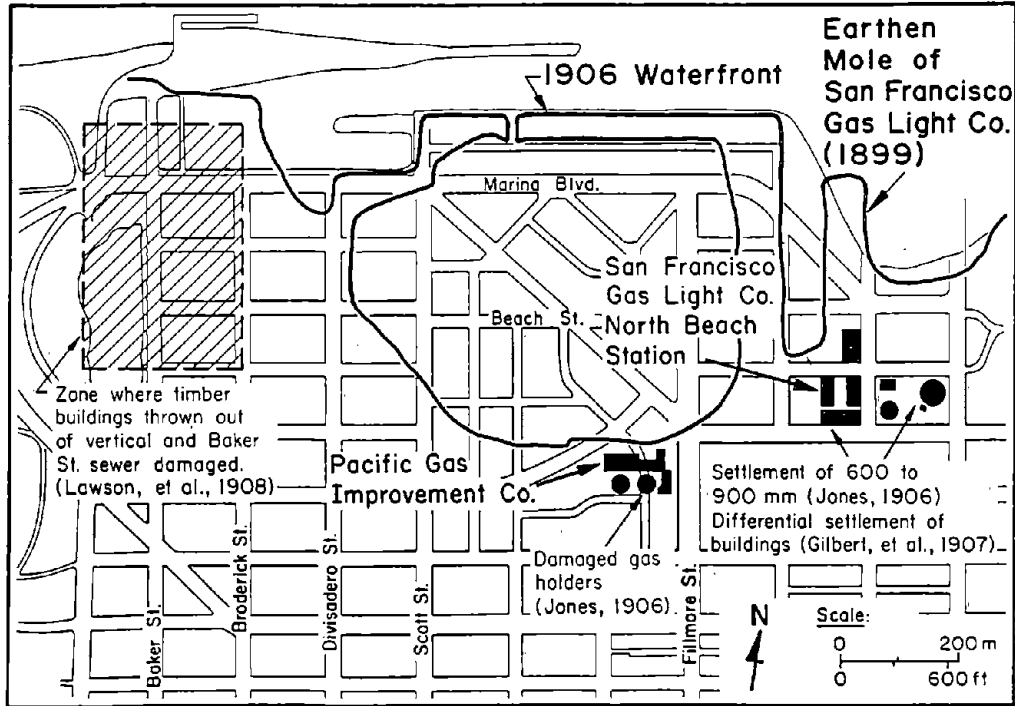 Earthen
Mole of
San Francisco
Gas Light Co.
(1899)
1906 Waterfront
Marina Blvd.
San Francisco
Gas Light Co.
North Beach
Station
Beach St.
Zone where timber
buildings thrown out
of vertical and Baker
St. sewer damaged.
(Lawson, et al., 1908)
Pacific Gas
Improvement Co.
Settlement of 600 to
900 mm (Jones, 1906)
Differential settlement of
buildings (Gilbert, et al., 1907)
Damaged gas
holders
(Jones, 1906)
Baker St.
Broderick St.
Divisadero St.
Scott St.
Fillmore St.
N
Scale:
0 200 m
0 600 ft